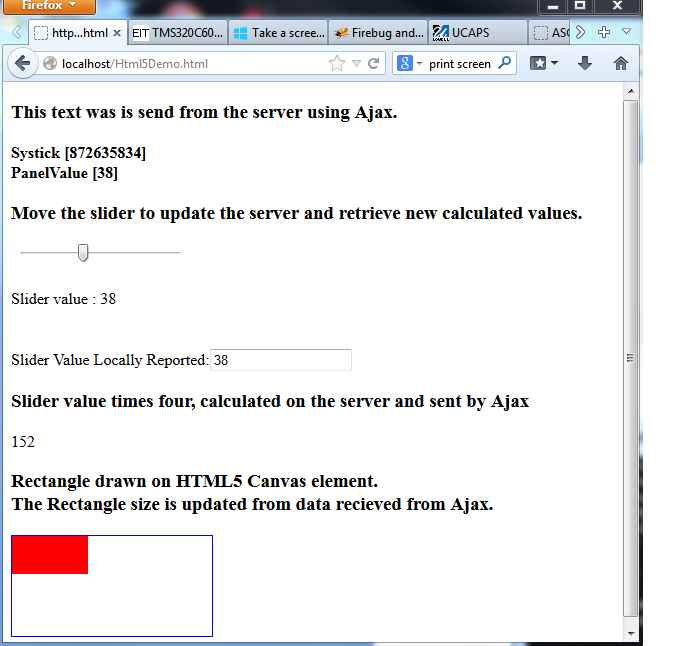 Firefox
http...html
EIT TMS320C60...
Take a scree...
Firebug and...
UCAPS
ASC
localhost/Html5Demo.html
8 print screen
This text was is send from the server using Ajax.
Systick [872635834]
PanelValue [38]
Move the slider to update the server and retrieve new calculated values.
Slider value : 38
Slider Value Locally Reported: 38
Slider value times four, calculated on the server and sent by Ajax
152
Rectangle drawn on HTML5 Canvas element.
The Rectangle size is updated from data recieved from Ajax.